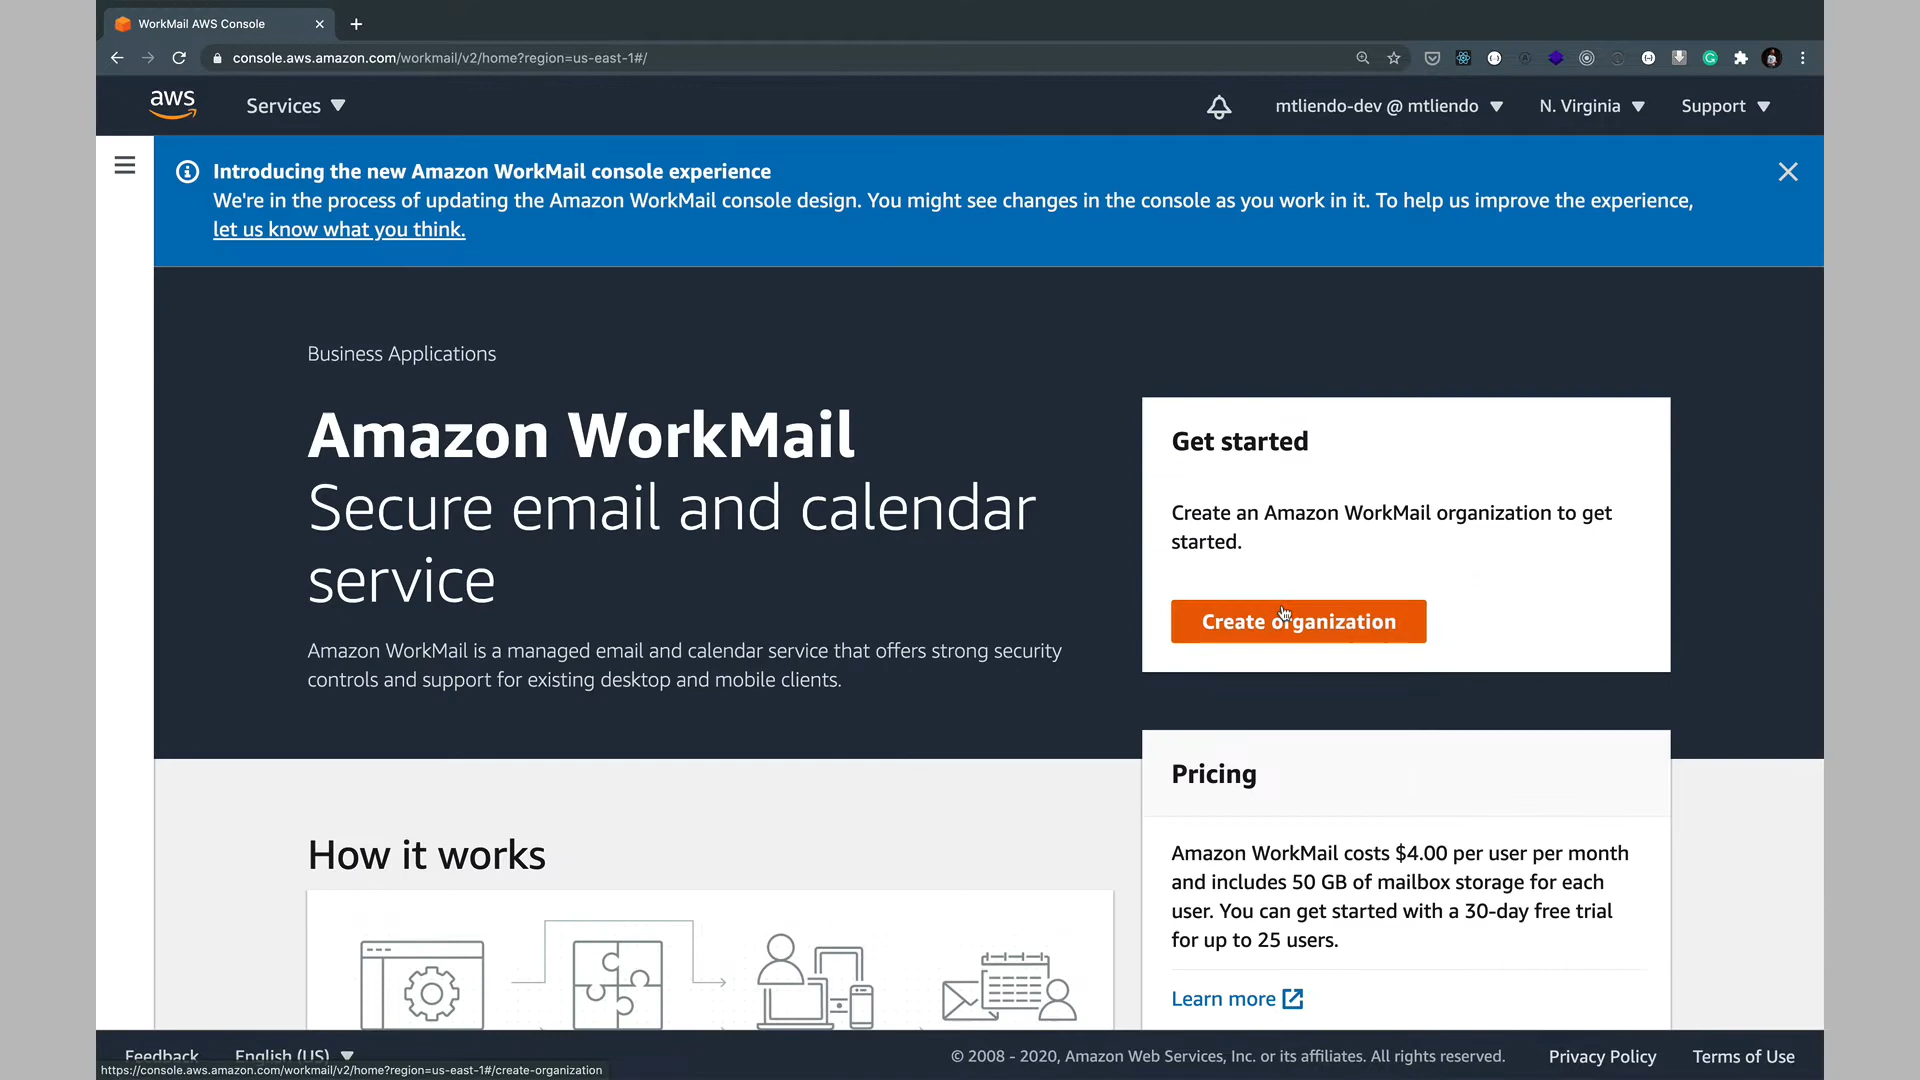 WorkMail AWS Console
console.aws.amazon.com/workmail/v2/home?region=us-east-1#/
aws
Services
mtliendo-dev @ mtliendo
N. Virginia
Support
Introducing the new Amazon WorkMail console experience
We're in the process of updating the Amazon WorkMail console design. You might see changes in the console as you work in it. To help us improve the experience,
let us know what you think.
Business Applications
Amazon WorkMail
Secure email and calendar
service
Amazon WorkMail is a managed email and calendar service that offers strong security
controls and support for existing desktop and mobile clients.
Get started
Create an Amazon WorkMail organization to get
started.
Create organization
Pricing
Amazon WorkMail costs $4.00 per user per month
and includes 50 GB of mailbox storage for each
user. You can get started with a 30-day free trial
for up to 25 users.
Learn more
How it works
Feedback
English (US)
© 2008 - 2020, Amazon Web Services, Inc. or its affiliates. All rights reserved.
Privacy Policy
Terms of Use
https://console.aws.amazon.com/workmail/v2/home?region=us-east-1#/create-organization